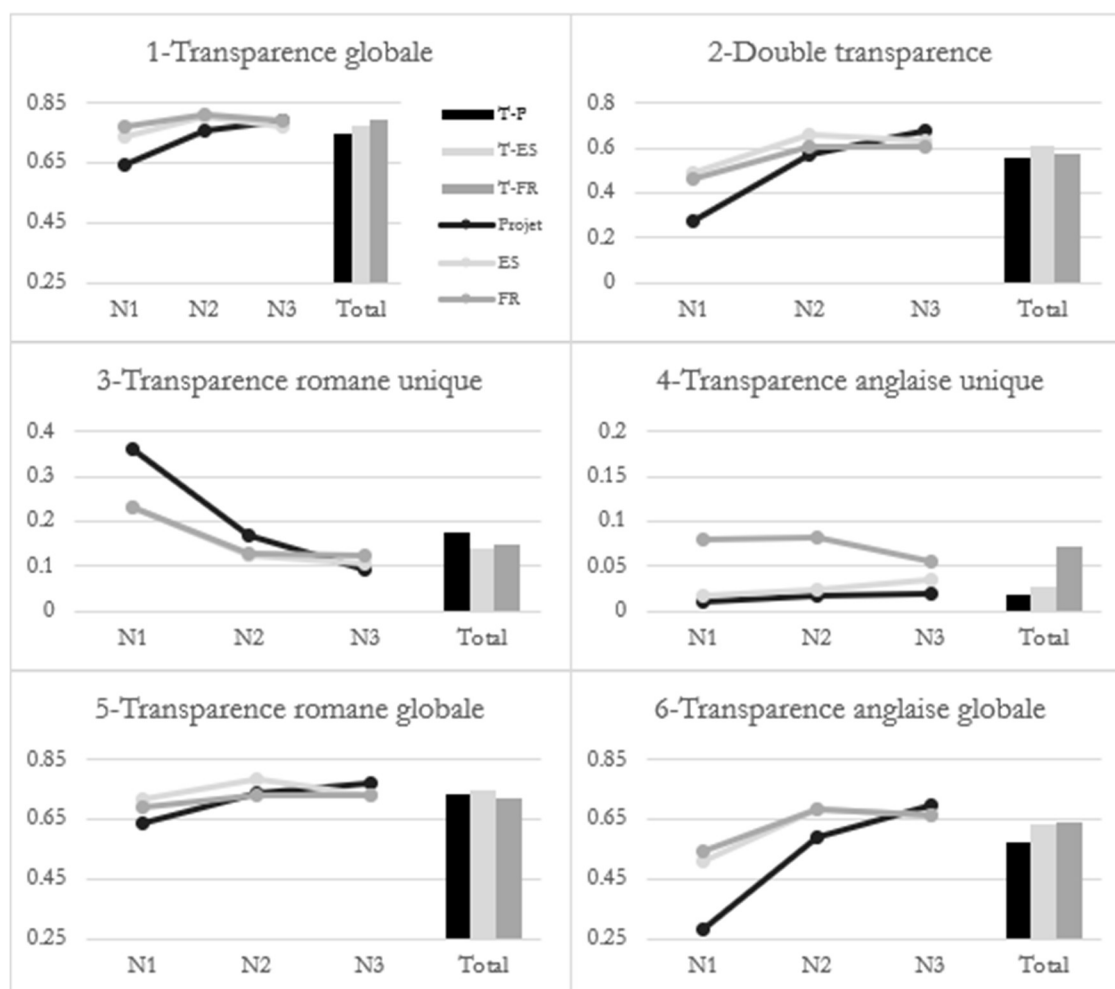 1-Transparence globale
0.85
0.65
0.45
0.25
N1 N2 N3 Total
T-P
T-ES
T-FR
Projet
ES
FR
2-Double transparence
0.8
0.6
0.4
0.2
0
N1 N2 N3 Total
3-Transparence romane unique
0.4
0.3
0.2
0.1
0
N1 N2 N3 Total
4-Transparence anglaise unique
0.2
0.15
0.1
0.05
0
N1 N2 N3 Total
5-Transparence romane globale
0.85
0.65
0.45
0.25
N1 N2 N3 Total
6-Transparence anglaise globale
0.85
0.65
0.45
0.25
N1 N2 N3 Total